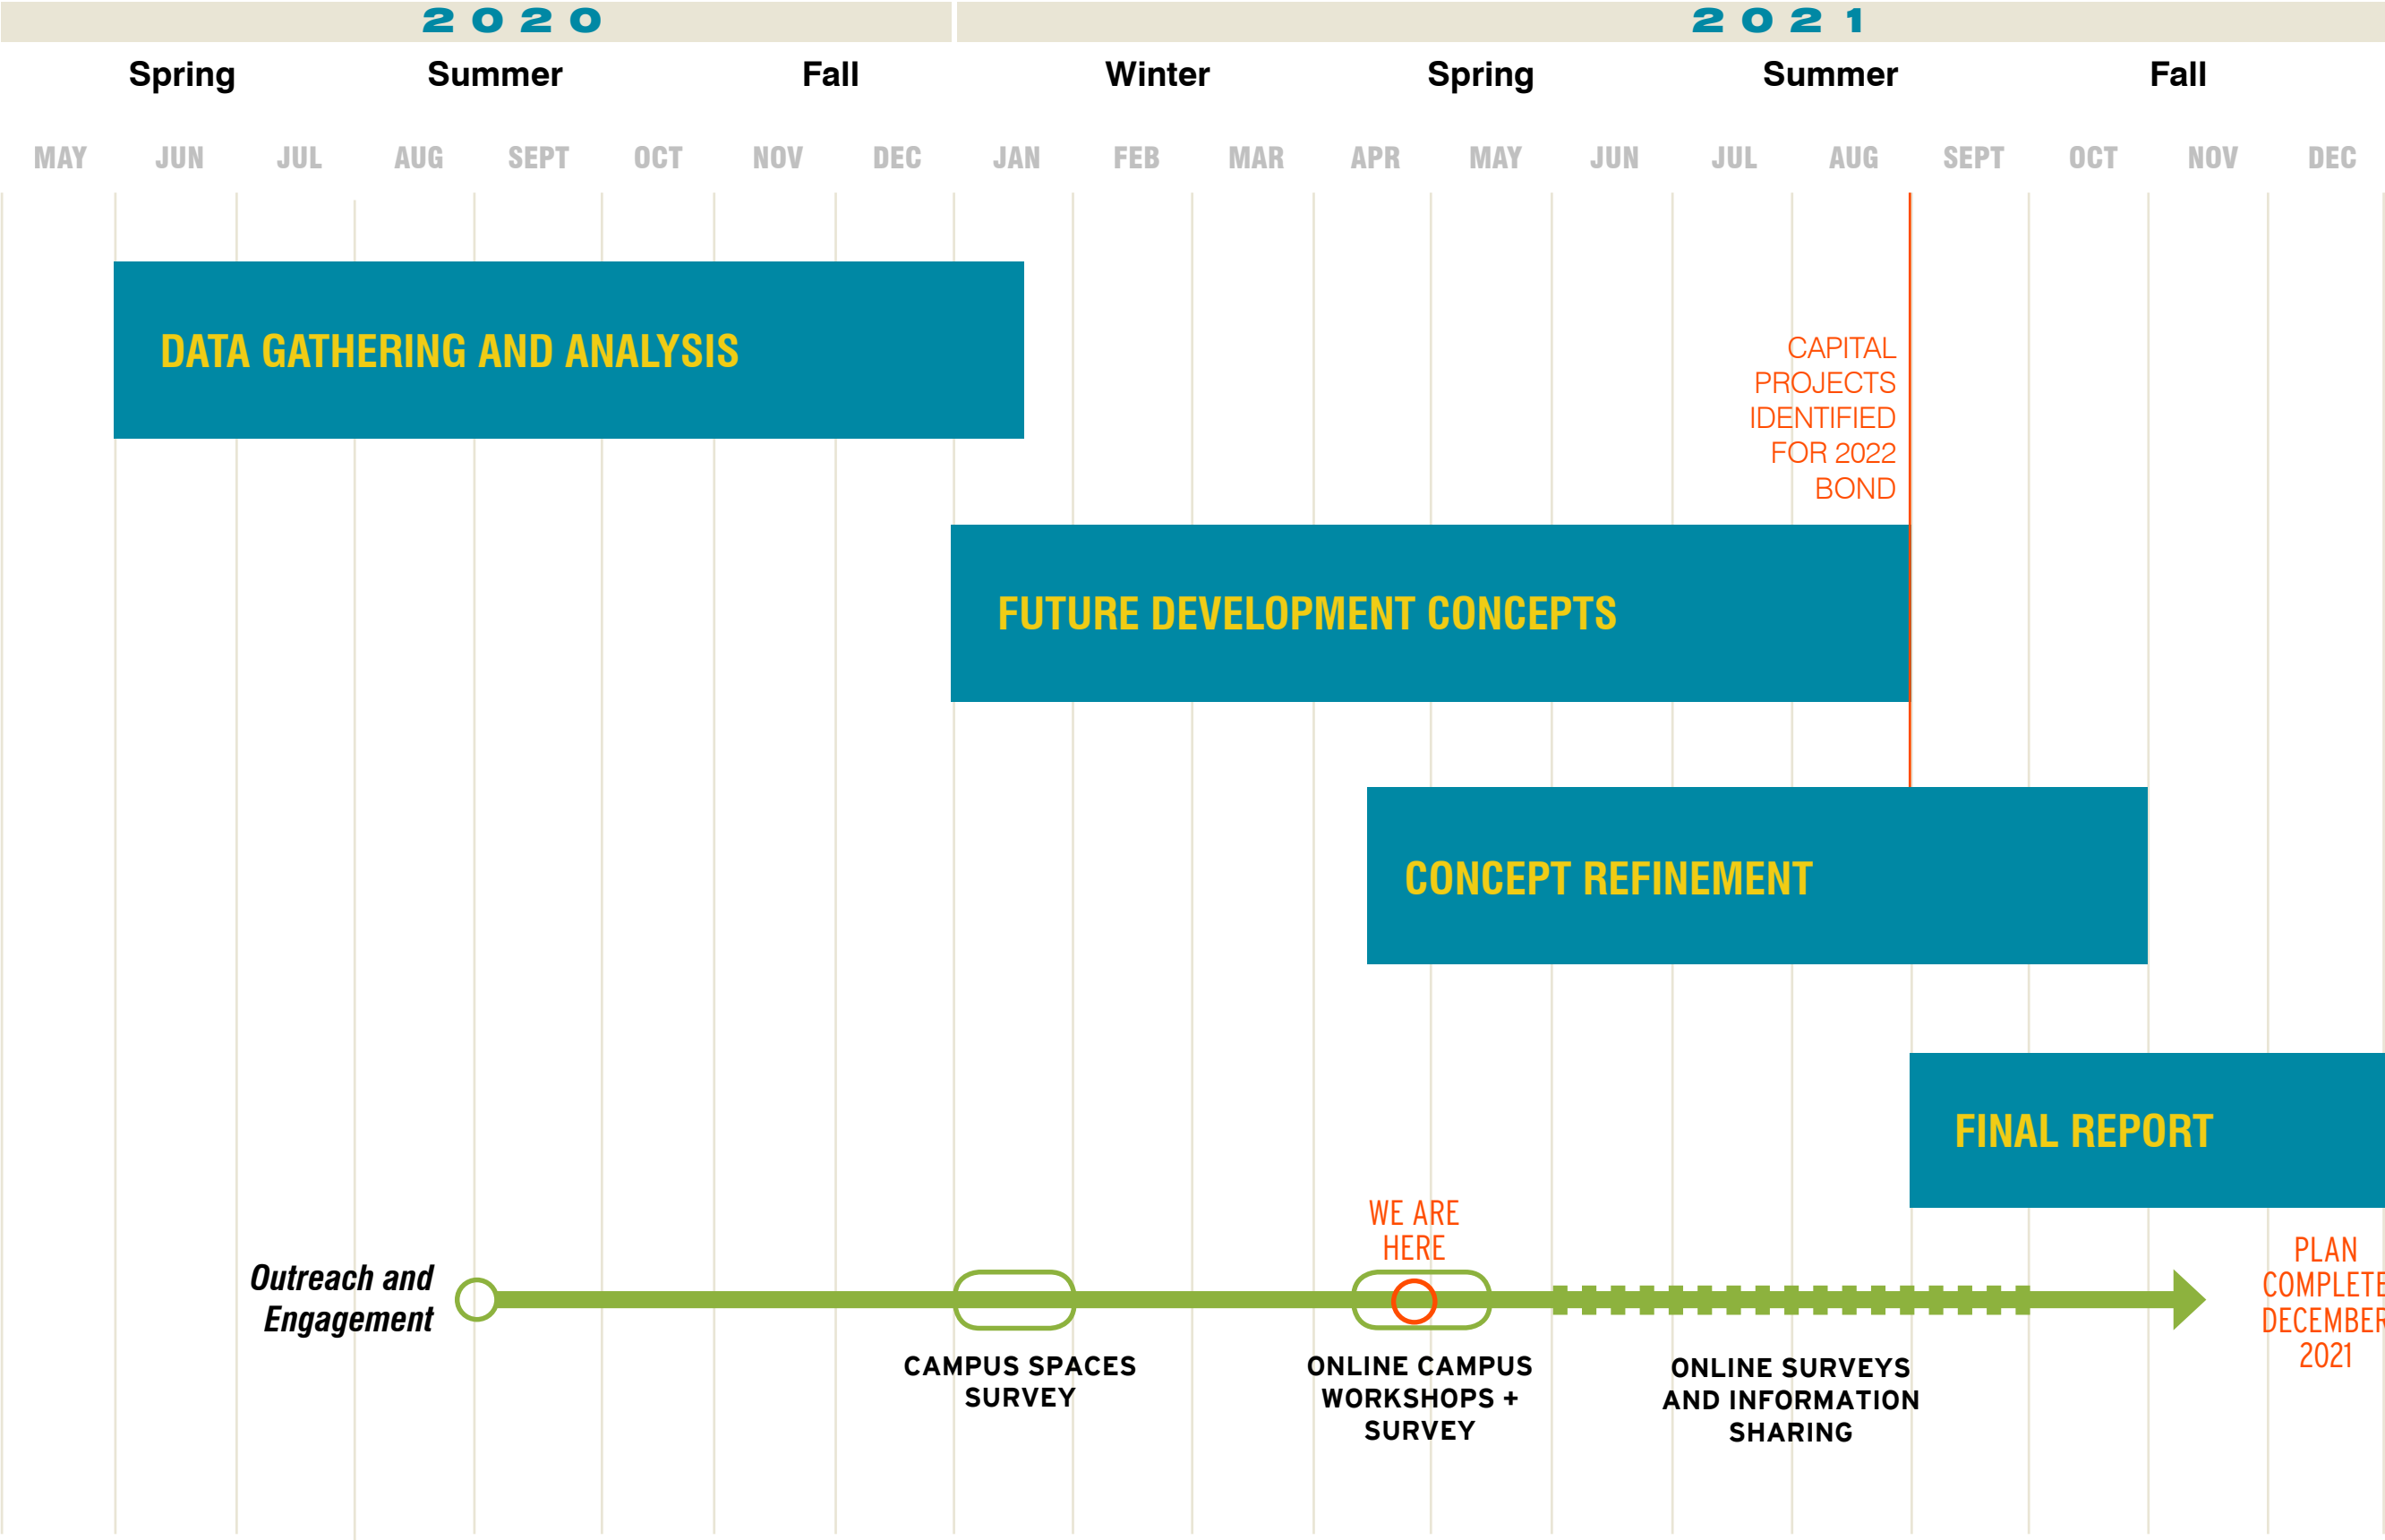 2020 2021
Spring Summer Fall Winter Spring Summer Fall
MAY JUN JUL AUG SEPT OCT NOV DEC JAN FEB MAR APR MAY JUN JUL AUG SEPT OCT NOV DEC
DATA GATHERING AND ANALYSIS
CAPITAL
PROJECTS
IDENTIFIED
FOR 2022
BOND
FUTURE DEVELOPMENT CONCEPTS
CONCEPT REFINEMENT
FINAL REPORT
WE ARE
HERE
Outreach and
Engagement
PLAN
COMPLETE
DECEMBER
2021
CAMPUS SPACES
SURVEY
ONLINE CAMPUS
WORKSHOPS +
SURVEY
ONLINE SURVEYS
AND INFORMATION
SHARING